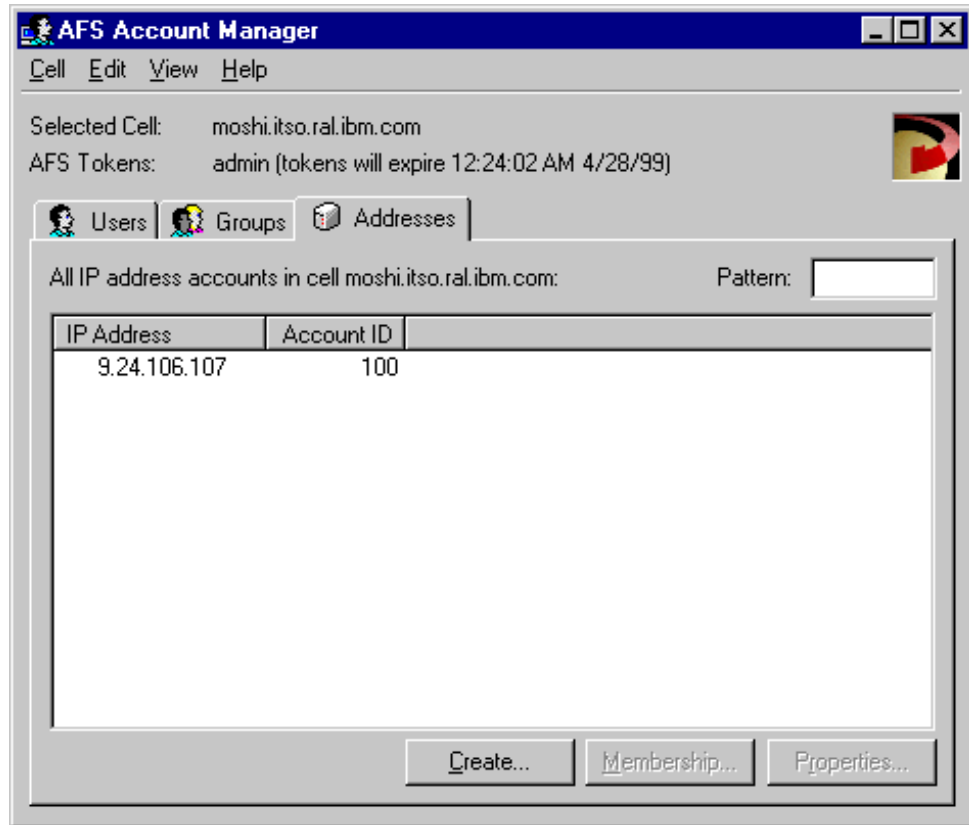 AFS Account Manager
Cell Edit View Help
Selected Cell: moshi.itso.ral.ibm.com
AFS Tokens: admin (tokens will expire 12:24:02 AM 4/28/99)
Users Groups Addresses
All IP address accounts in cell moshi.itso.ral.ibm.com: Pattern:
IP Address Account ID
9.24.106.107 100
Create... Membership... Properties...